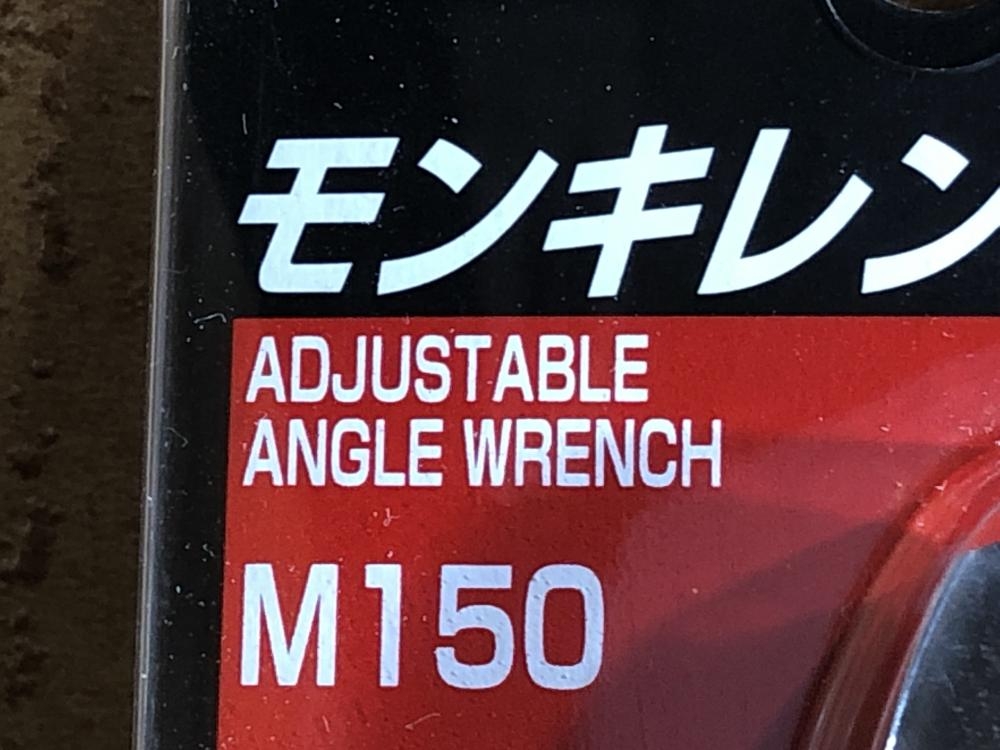 モンキレン
ADJUSTABLE
ANGLE WRENCH
M150